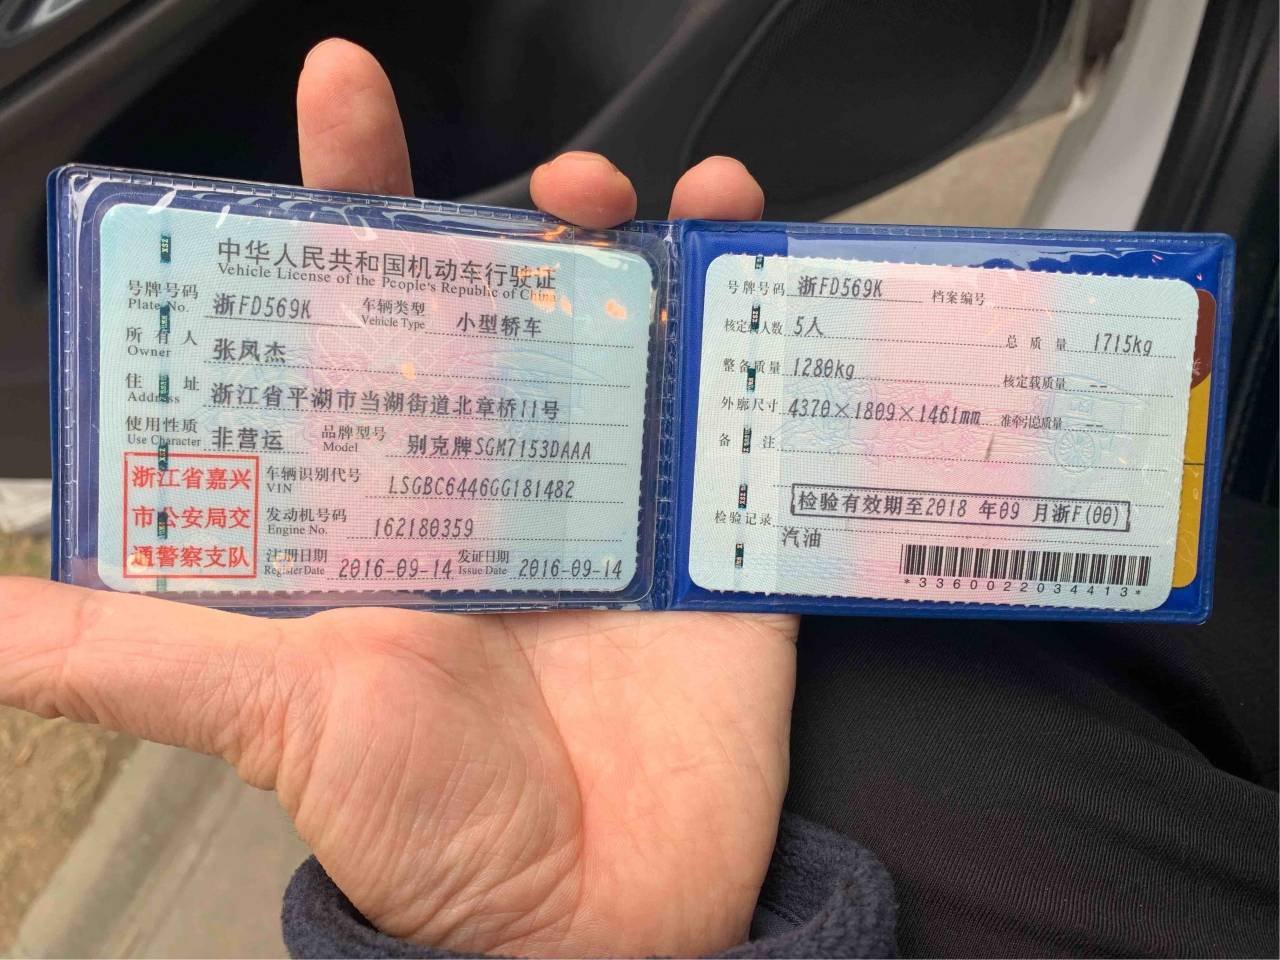 中华人民共和国机动车行驶证
Vehicle License of the People's Republic of China
号牌号码 浙FD569K 车辆类型 小型轿车
Plate No. Vehicle Type
所有人 张凤杰
Owner
住址 浙江省平湖市当湖街道北章桥11号
Address
使用性质 非营运 品牌型号 别克牌SGM7153DAAA
Use Character Model
浙江省嘉兴
市公安局交
通警察支队
车辆识别代号 LSGBC6446GG181482
VIN
发动机号码 162180359
Engine No.
注册日期 2016-09-14 发证日期 2016-09-14
Register Date Issue Date
号牌号码 浙FD569K 档案编号
核定载人数 5人 总质量 1715kg
整备质量 1280kg 核定载质量 --
外廓尺寸 4370×1809×1461mm 准牵引总质量 --
备注
检验有效期至2018 年09 月浙F(00)
检验记录
汽油
*3360022034413*